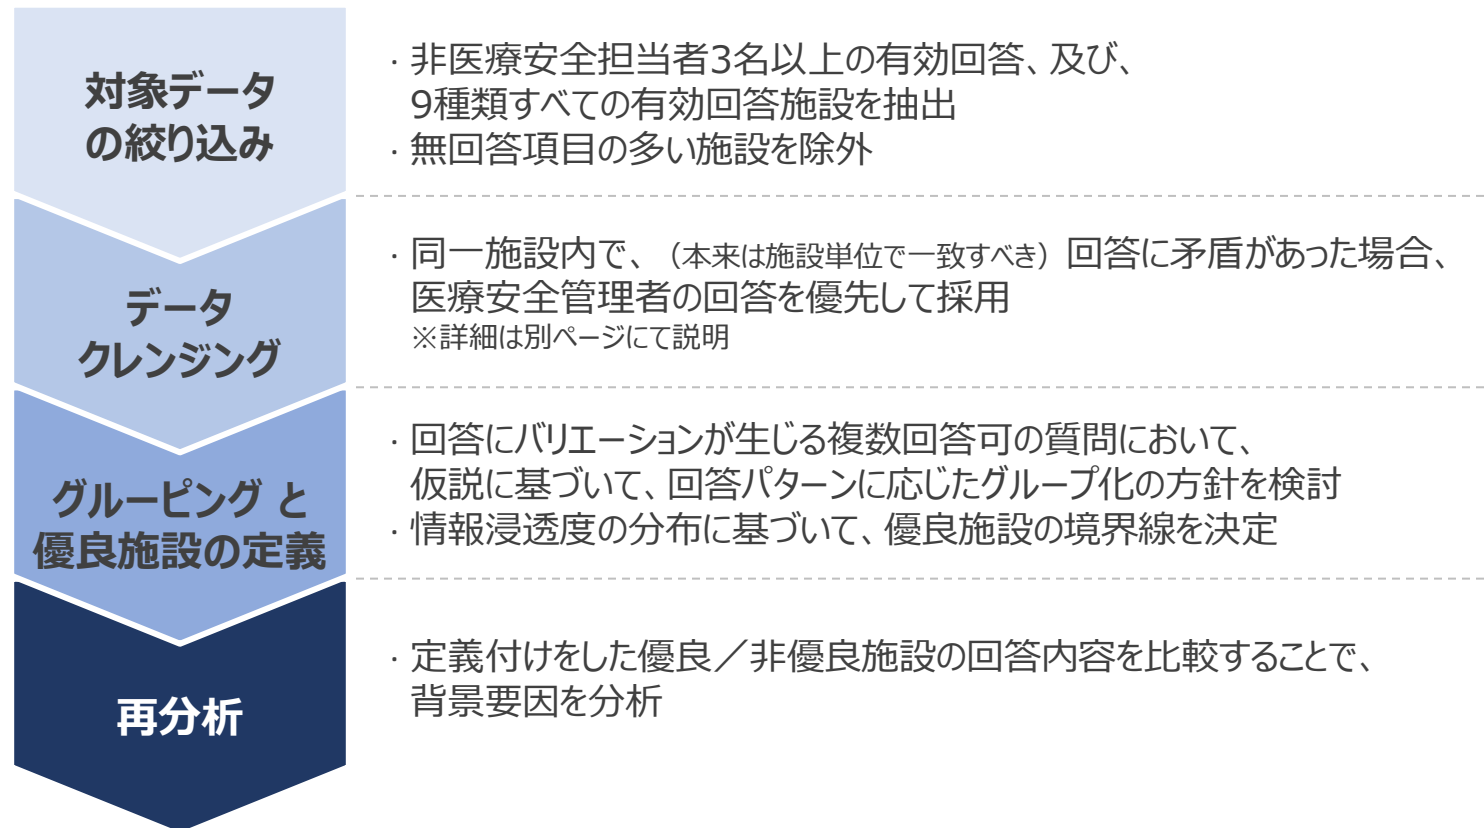 対象データ
の絞り込み
・非医療安全担当者3名以上の有効回答、及び、
9種類すべての有効回答施設を抽出
・無回答項目の多い施設を除外
データ
クレンジング
・同一施設内で、（本来は施設単位で一致すべき）回答に矛盾があった場合、
医療安全管理者の回答を優先して採用
※詳細は別ページにて説明
グルーピング と
優良施設の定義
・回答にバリエーションが生じる複数回答可の質問において、
仮説に基づいて、回答パターンに応じたグループ化の方針を検討
・情報浸透度の分布に基づいて、優良施設の境界線を決定
再分析
・定義付けをした優良／非優良施設の回答内容を比較することで、
背景要因を分析